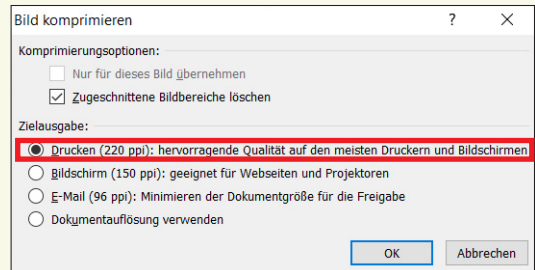 Bild komprimieren ? ×
Komprimierungsoptionen:
Nur für dieses Bild übernehmen
Zugeschnittene Bildbereiche löschen
Zielausgabe:
Drucken (220 ppi): hervorragende Qualität auf den meisten Druckern und Bildschirmen
Bildschirm (150 ppi): geeignet für Webseiten und Projektoren
E-Mail (96 ppi): Minimieren der Dokumentgröße für die Freigabe
Dokumentauflösung verwenden
OK Abbrechen